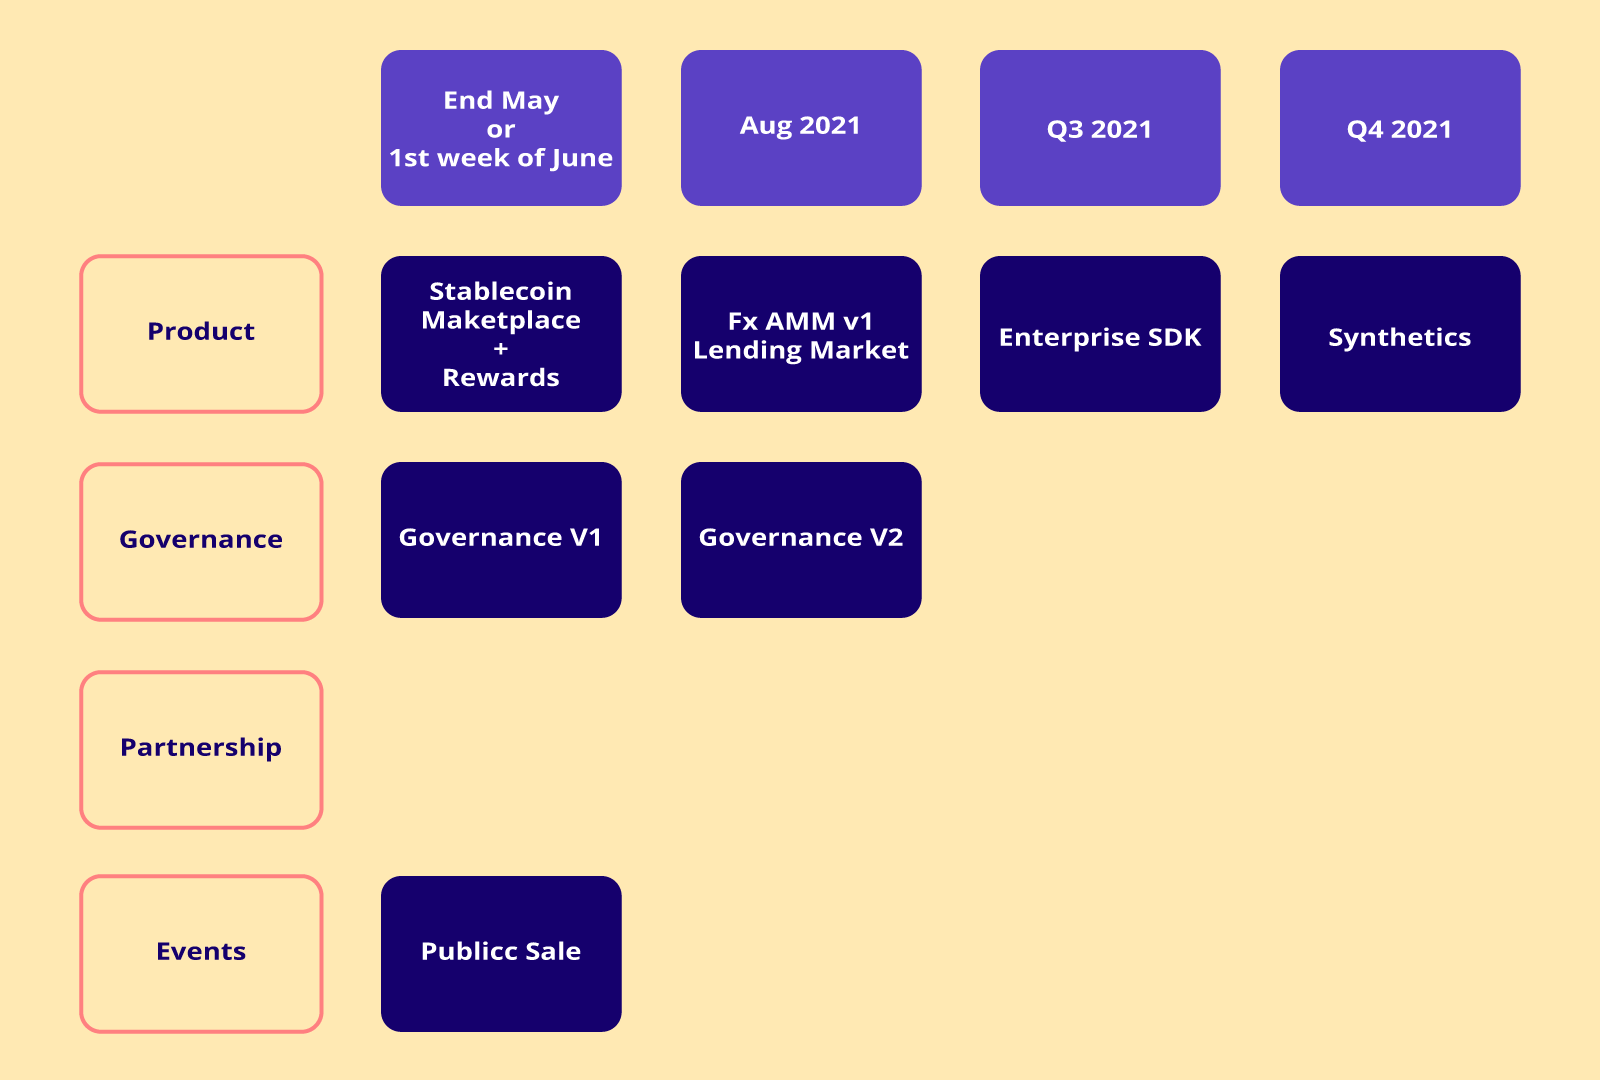 End May
or
1st week of June
Aug 2021
Q3 2021
Q4 2021
Product
Stablecoin
Maketplace
+
Rewards
Fx AMM v1
Lending Market
Enterprise SDK
Synthetics
Governance
Governance V1
Governance V2
Partnership
Events
Publicc Sale